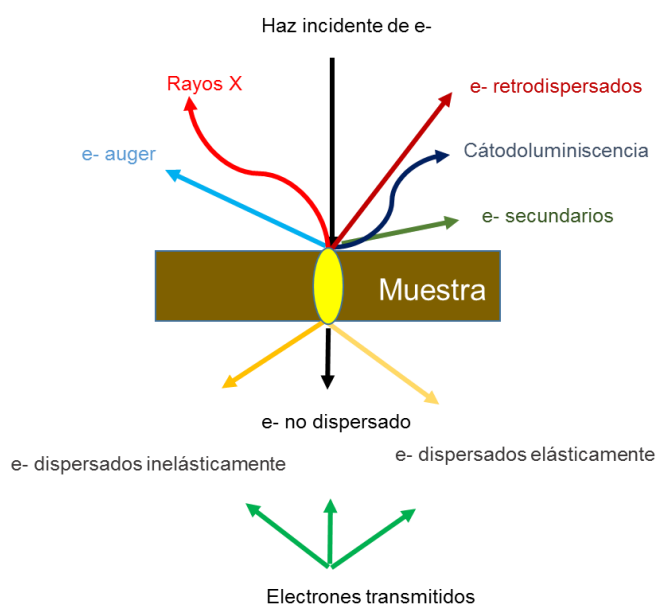 Haz incidente de e-
Rayos X
e- retrodispersados
e- auger
Cátodoluminiscencia
e- secundarios
Muestra
e- no dispersado
e- dispersados inelásticamente
e- dispersados elásticamente
Electrones transmitidos